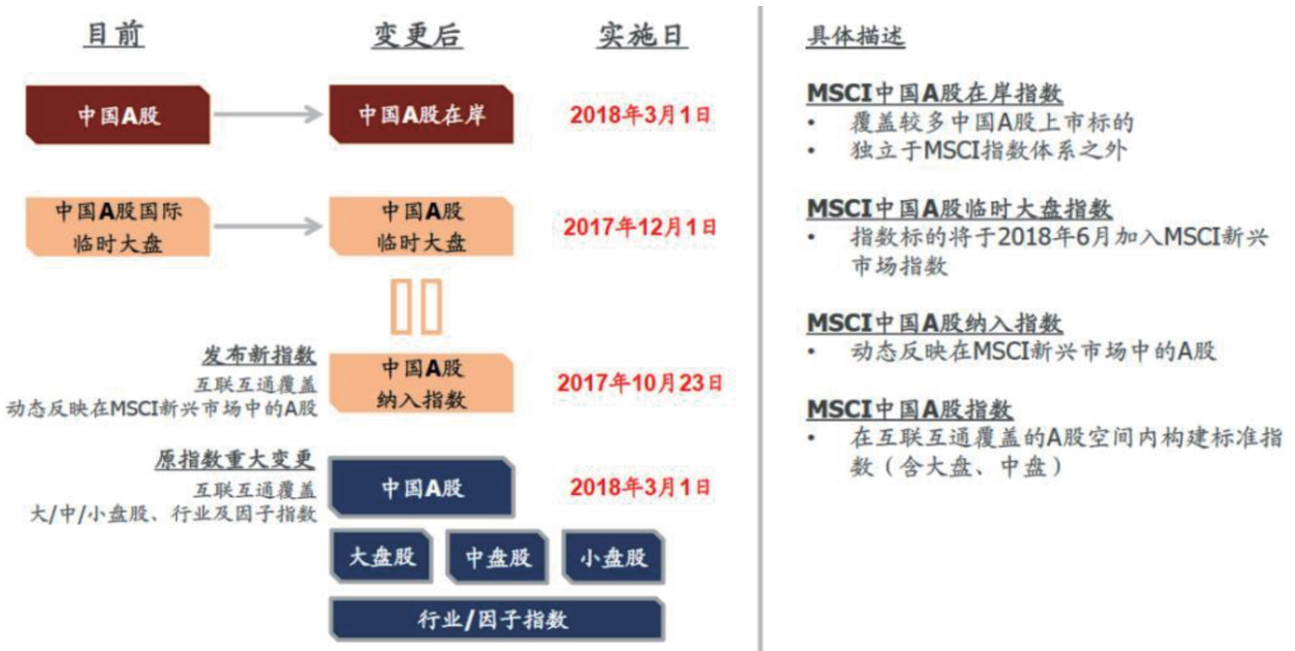 目前
变更后
实施日
中国A股
中国A股在岸
2018年3月1日
中国A股国际
临时大盘
中国A股
临时大盘
2017年12月1日
发布新指数
互联互通覆盖
动态反映在MSCI新兴市场中的A股
中国A股
纳入指数
2017年10月23日
原指数重大变更
互联互通覆盖
大/中/小盘股、行业及因子指数
中国A股
2018年3月1日
大盘股
中盘股
小盘股
行业/因子指数
具体描述
MSCI中国A股在岸指数
• 覆盖较多中国A股上市标的
• 独立于MSCI指数体系之外
MSCI中国A股临时大盘指数
• 指数标的将于2018年6月加入MSCI新兴
市场指数
MSCI中国A股纳入指数
• 动态反映在MSCI新兴市场中的A股
MSCI中国A股指数
• 在互联互通覆盖的A股空间内构建标准指
数（含大盘、中盘）